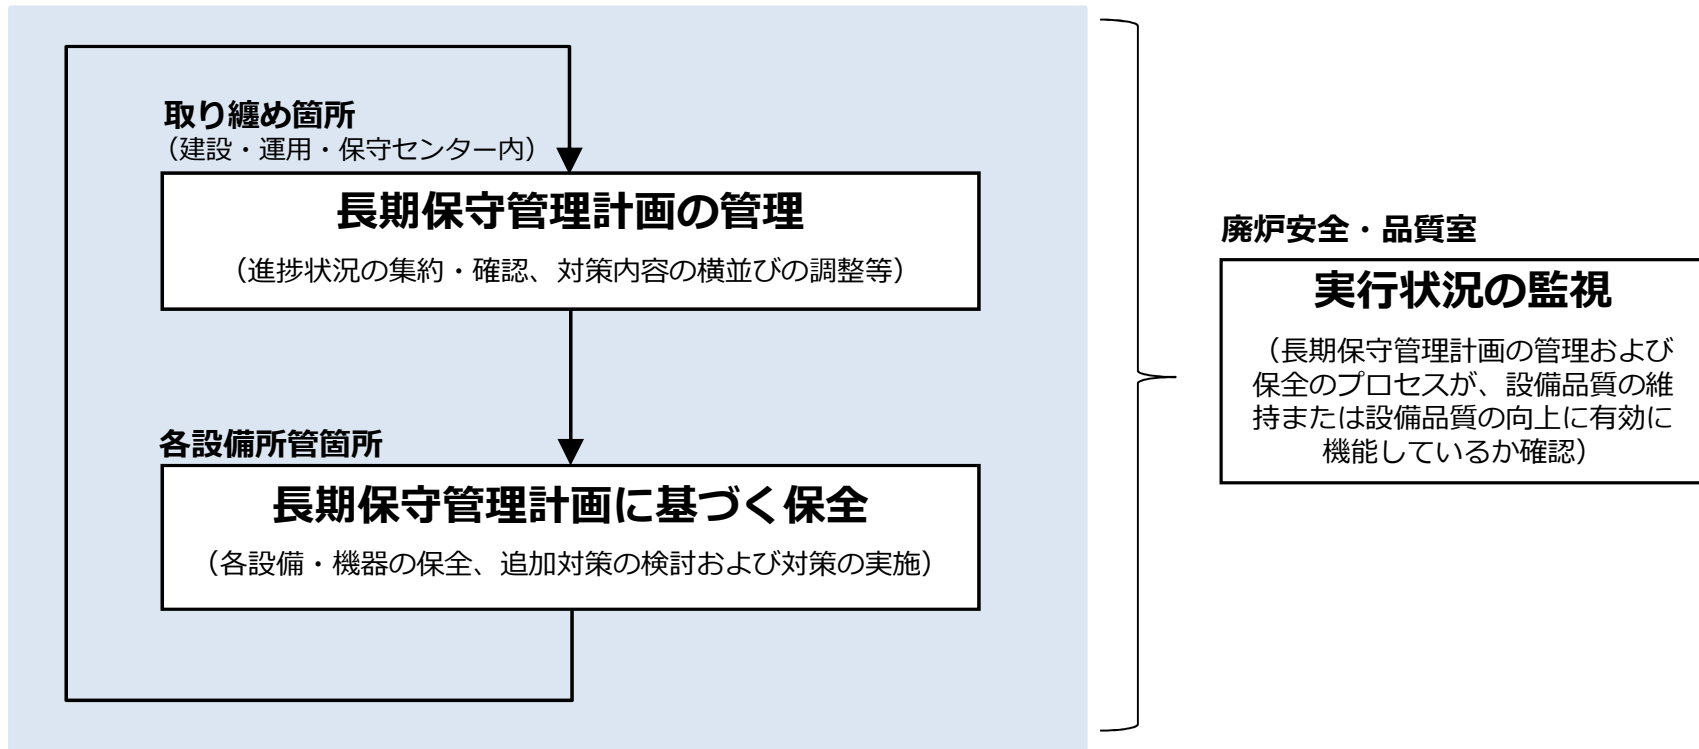 取り纏め箇所
（建設・運用・保守センター内）
長期保守管理計画の管理
（進捗状況の集約・確認、対策内容の横並びの調整等）
各設備所管箇所
長期保守管理計画に基づく保全
（各設備・機器の保全、追加対策の検討および対策の実施）
廃炉安全・品質室
実行状況の監視
（長期保守管理計画の管理および
保全のプロセスが、設備品質の維
持または設備品質の向上に有効に
機能しているか確認）